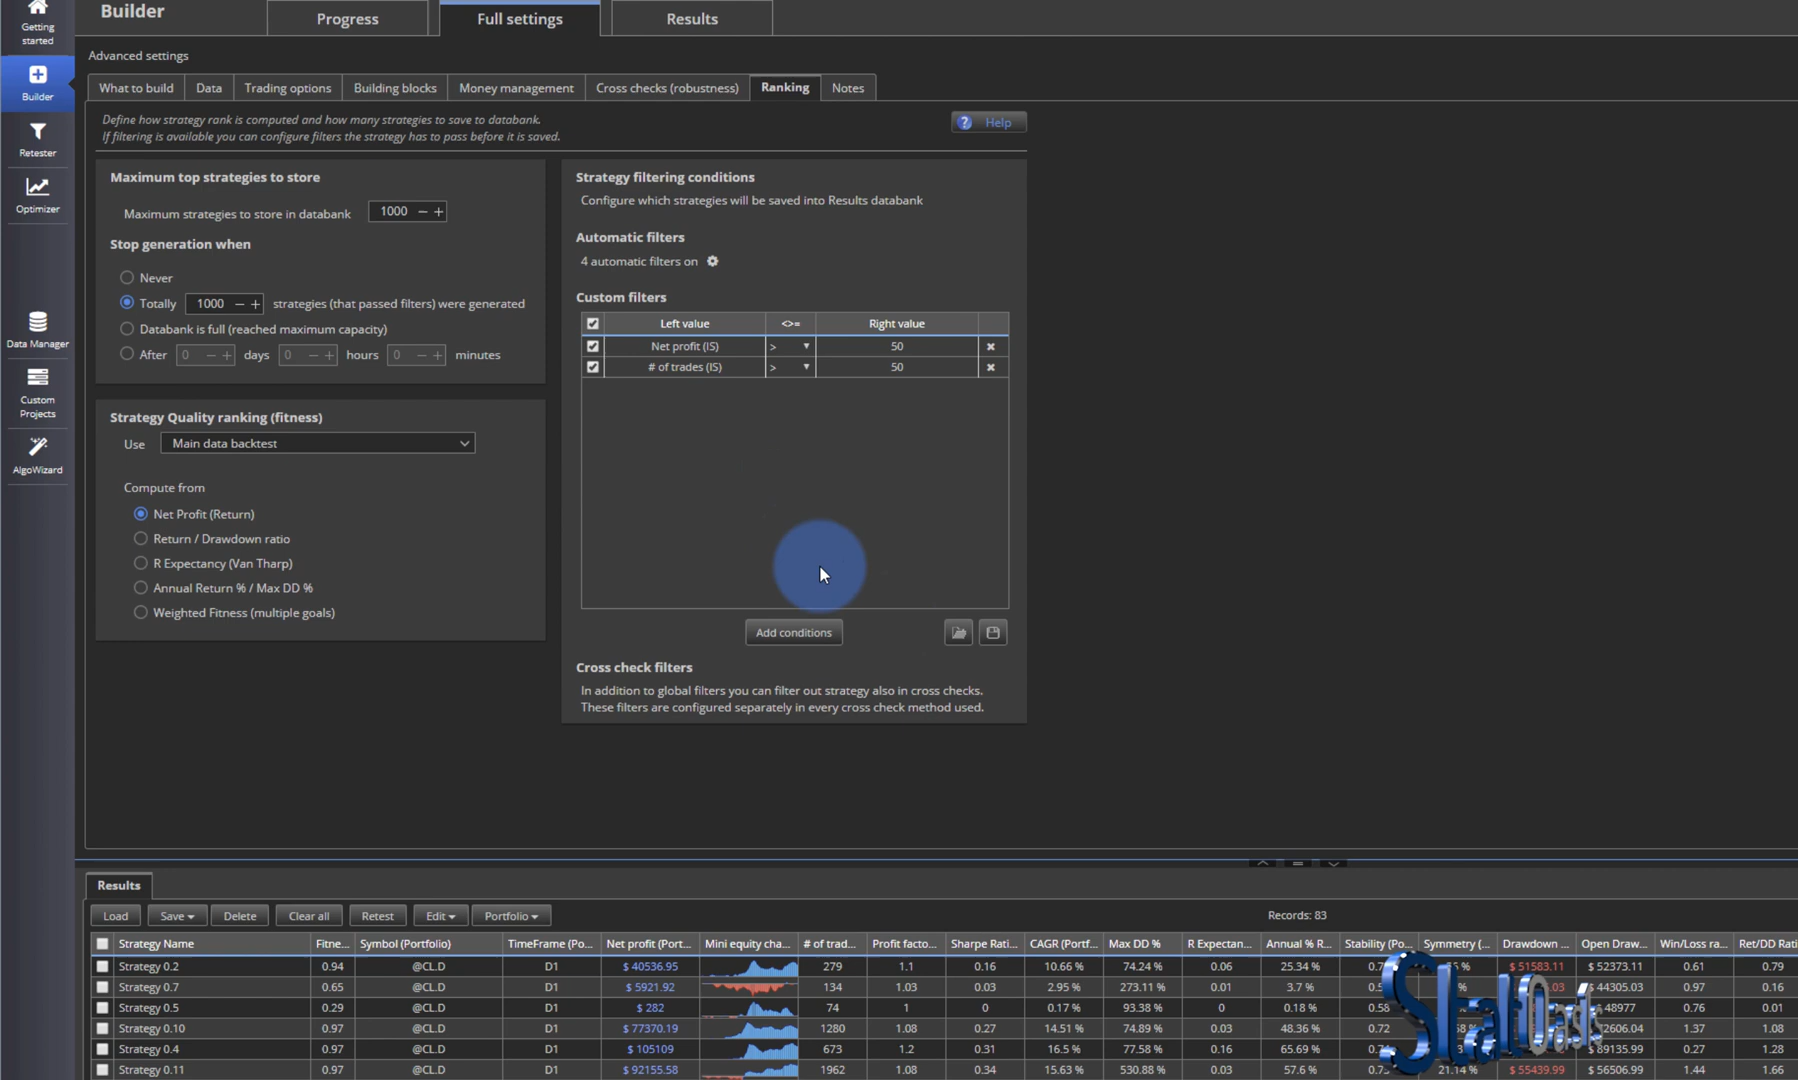 Getting
started
Builder
Retester
Optimizer
Data Manager
Custom
Projects
AlgoWizard
Builder
Progress
Full settings
Results
Advanced settings
What to build
Data
Trading options
Building blocks
Money management
Cross checks (robustness)
Ranking
Notes
Define how strategy rank is computed and how many strategies to save to databank.
If filtering is available you can configure filters the strategy has to pass before it is saved.
? Help
Maximum top strategies to store
Maximum strategies to store in databank 1000 − +
Stop generation when
Never
Totally 1000 − + strategies (that passed filters) were generated
Databank is full (reached maximum capacity)
After 0 − + days 0 − + hours 0 − + minutes
Strategy Quality ranking (fitness)
Use Main data backtest
Compute from
Net Profit (Return)
Return / Drawdown ratio
R Expectancy (Van Tharp)
Annual Return % / Max DD %
Weighted Fitness (multiple goals)
Strategy filtering conditions
Configure which strategies will be saved into Results databank
Automatic filters
4 automatic filters on
Custom filters
Left value <>= Right value
Net profit (IS) > 50
# of trades (IS) > 50
Add conditions
Cross check filters
In addition to global filters you can filter out strategy also in cross checks.
These filters are configured separately in every cross check method used.
Results
Load Save Delete Clear all Retest Edit Portfolio Records: 83
Strategy Name Fitne... Symbol (Portfolio) TimeFrame (Po... Net profit (Port... Mini equity cha... # of trad... Profit facto... Sharpe Rati... CAGR (Portf... Max DD % R Expectan... Annual % R... Stability (Po... Symmetry (... Drawdown ... Open Draw... Win/Loss ra... Ret/DD Ratio
Strategy 0.2 0.94 @CL.D D1 $ 40536.95 279 1.1 0.16 10.66 % 74.24 % 0.06 25.34 % $ 51583.11 $ 52373.11 0.61 0.79
Strategy 0.7 0.65 @CL.D D1 $ 5921.92 134 1.03 0.03 2.95 % 273.11 % 0.01 3.7 % $ 44305.03 0.97 0.16
Strategy 0.5 0.29 @CL.D D1 $ 282 74 1 0 0.17 % 93.38 % 0 0.18 % 0.58 $ 48977 0.76 0.01
Strategy 0.10 0.97 @CL.D D1 $ 77370.19 1280 1.08 0.27 14.51 % 74.89 % 0.03 48.36 % 0.72 1.37 1.08
Strategy 0.4 0.97 @CL.D D1 $ 105109 673 1.2 0.31 16.5 % 77.58 % 0.16 65.69 % $ 89135.99 0.27 1.28
Strategy 0.11 0.97 @CL.D D1 $ 92155.58 1962 1.08 0.34 15.63 % 530.88 % 0.03 57.6 % 21.14 % $ 55439.99 $ 56506.99 0.44 1.66
StatOasis